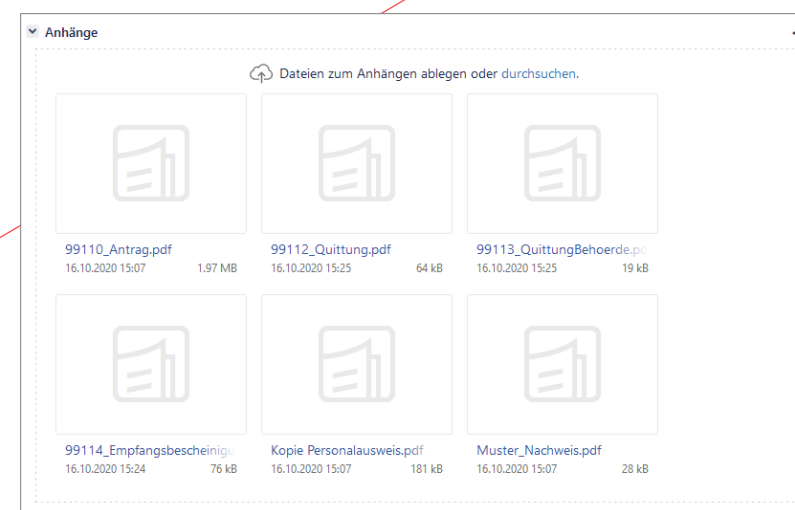 Anhänge
Dateien zum Anhängen ablegen oder durchsuchen.
99110_Antrag.pdf 99112_Quittung.pdf 99113_QuittungBehoerde.pd
16.10.2020 15:07 1.97 MB 16.10.2020 15:25 64 kB 16.10.2020 15:25 19 kB
99114_Empfangsbescheinigu Kopie Personalausweis.pdf Muster_Nachweis.pdf
16.10.2020 15:24 76 kB 16.10.2020 15:07 181 kB 16.10.2020 15:07 28 kB